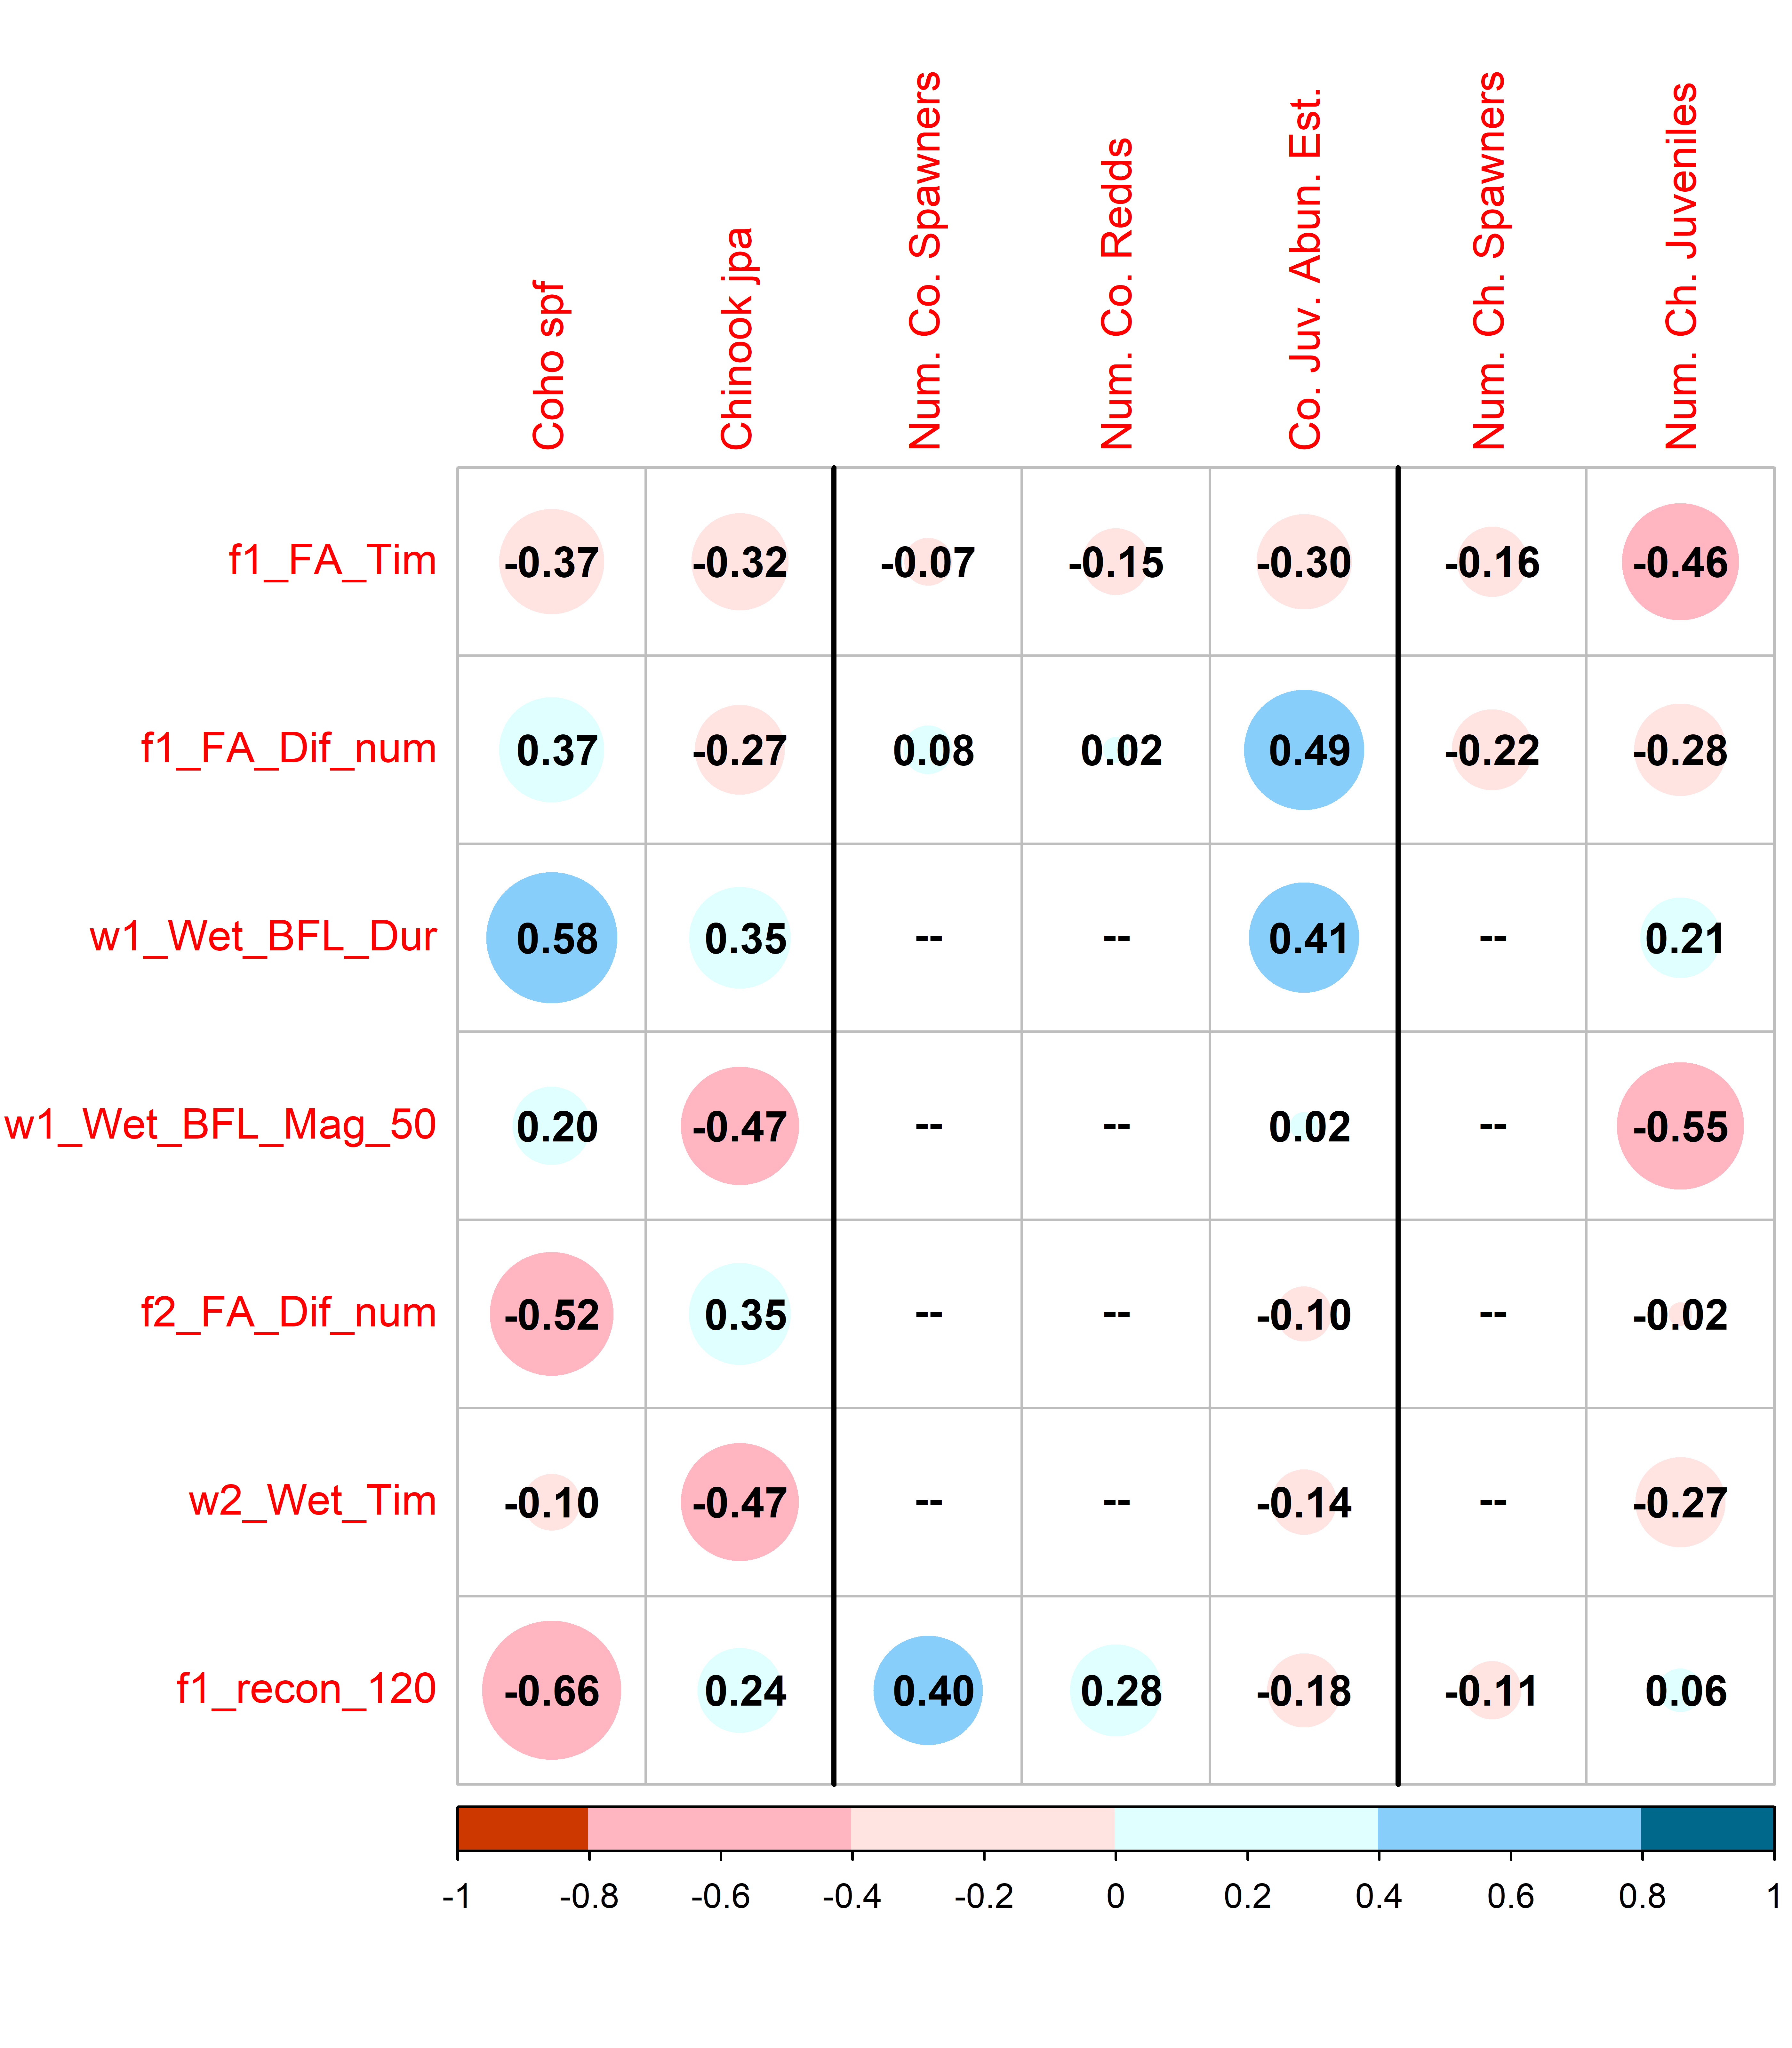 Coho spf
Chinook jpa
Num. Co. Spawners
Num. Co. Redds
Co. Juv. Abun. Est.
Num. Ch. Spawners
Num. Ch. Juveniles
f1_FA_Tim -0.37 -0.32 -0.07 -0.15 -0.30 -0.16 -0.46
f1_FA_Dif_num 0.37 -0.27 0.08 0.02 0.49 -0.22 -0.28
w1_Wet_BFL_Dur 0.58 0.35 -- -- 0.41 -- 0.21
w1_Wet_BFL_Mag_50 0.20 -0.47 -- -- 0.02 -- -0.55
f2_FA_Dif_num -0.52 0.35 -- -- -0.10 -- -0.02
w2_Wet_Tim -0.10 -0.47 -- -- -0.14 -- -0.27
f1_recon_120 -0.66 0.24 0.40 0.28 -0.18 -0.11 0.06
-1 -0.8 -0.6 -0.4 -0.2 0 0.2 0.4 0.6 0.8 1